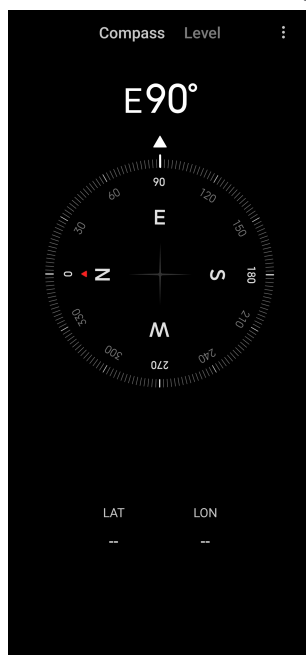 Compass Level
E90°
90
60 120
E
30 150
0 N S 180
330 210
W
300 240
270
LAT LON
-- --